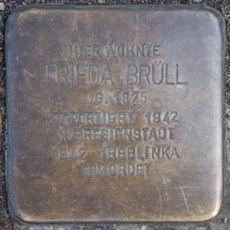 HIER WOHNTE
FRIEDA BRÜLL
JG. 1875
DEPORTIERT 1942
THERESIENSTADT
1942 TREBLINKA
ERMORDET